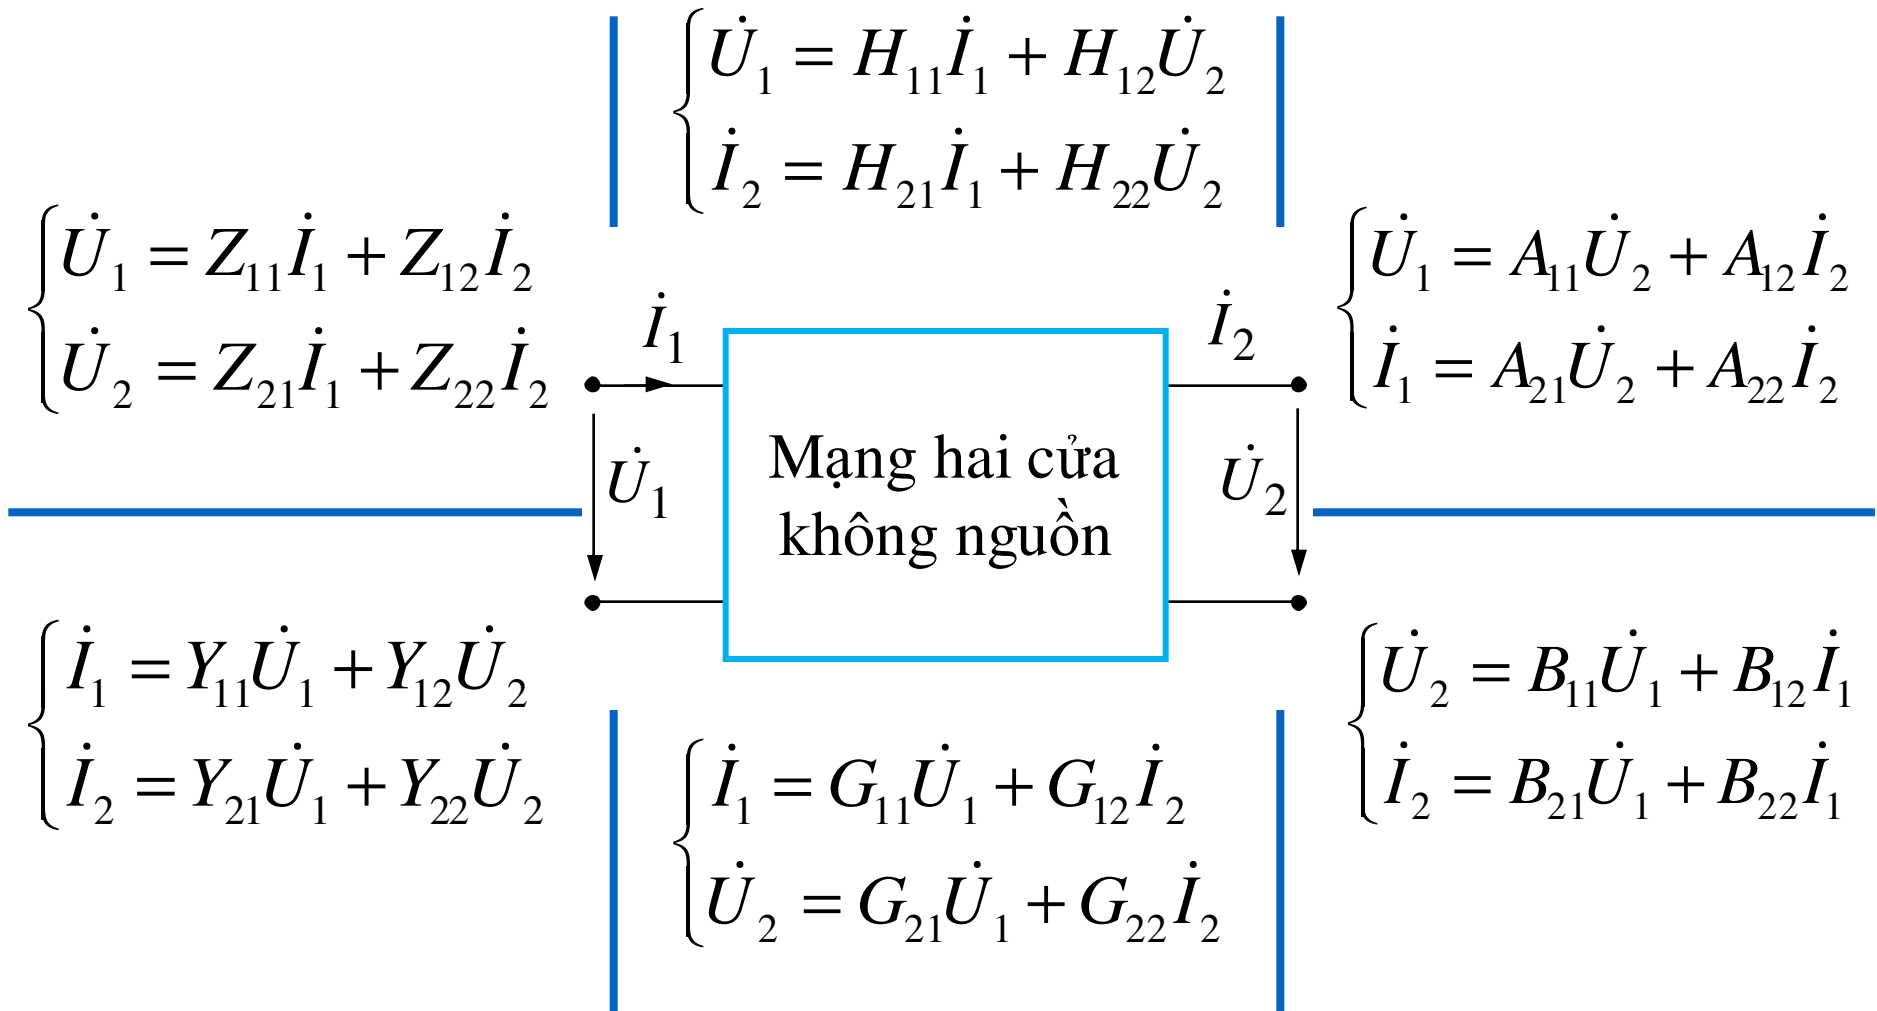 U̇₁ = H₁₁İ₁ + H₁₂U̇₂
İ₂ = H₂₁İ₁ + H₂₂U̇₂
U̇₁ = Z₁₁İ₁ + Z₁₂İ₂
U̇₂ = Z₂₁İ₁ + Z₂₂İ₂
U̇₁ = A₁₁U̇₂ + A₁₂İ₂
İ₁ = A₂₁U̇₂ + A₂₂İ₂
İ₁
İ₂
U̇₁
Mạng hai cửa
không nguồn
U̇₂
İ₁ = Y₁₁U̇₁ + Y₁₂U̇₂
İ₂ = Y₂₁U̇₁ + Y₂₂U̇₂
İ₁ = G₁₁U̇₁ + G₁₂İ₂
U̇₂ = G₂₁U̇₁ + G₂₂İ₂
U̇₂ = B₁₁U̇₁ + B₁₂İ₁
İ₂ = B₂₁U̇₁ + B₂₂İ₁